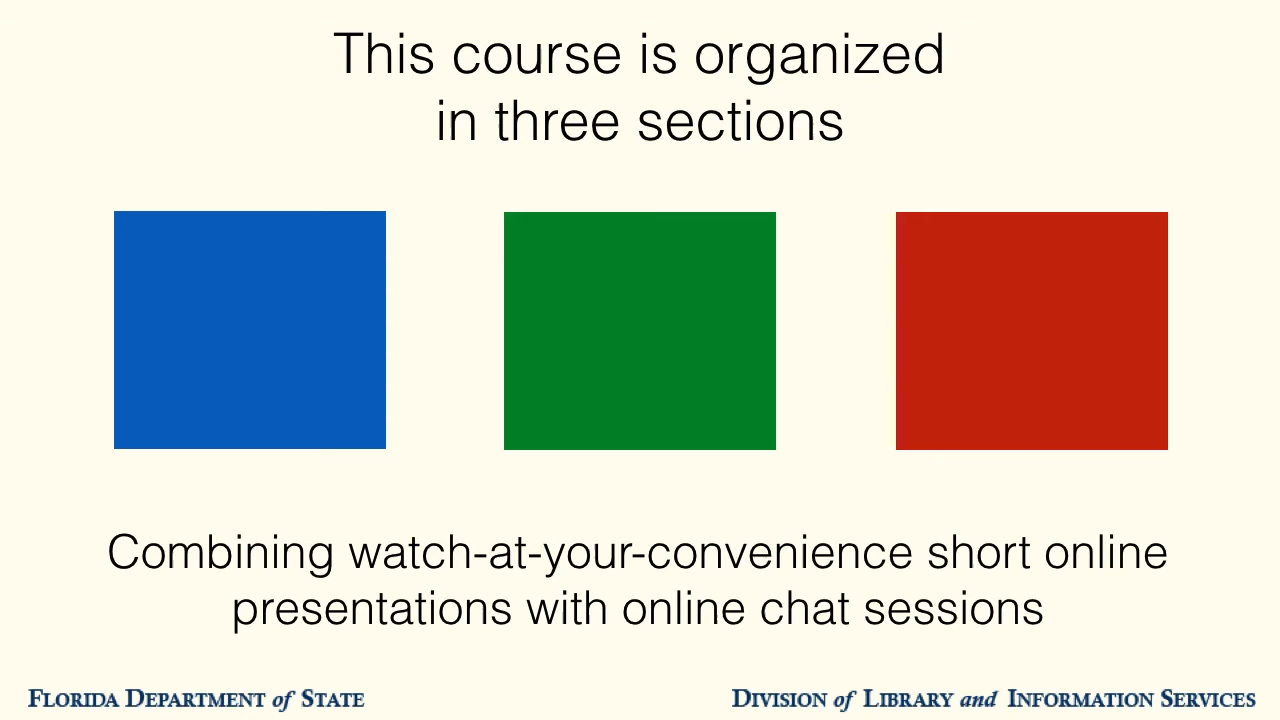 This course is organized
in three sections
Combining watch-at-your-convenience short online
presentations with online chat sessions
FLORIDA DEPARTMENT of STATE
DIVISION of LIBRARY and INFORMATION SERVICES